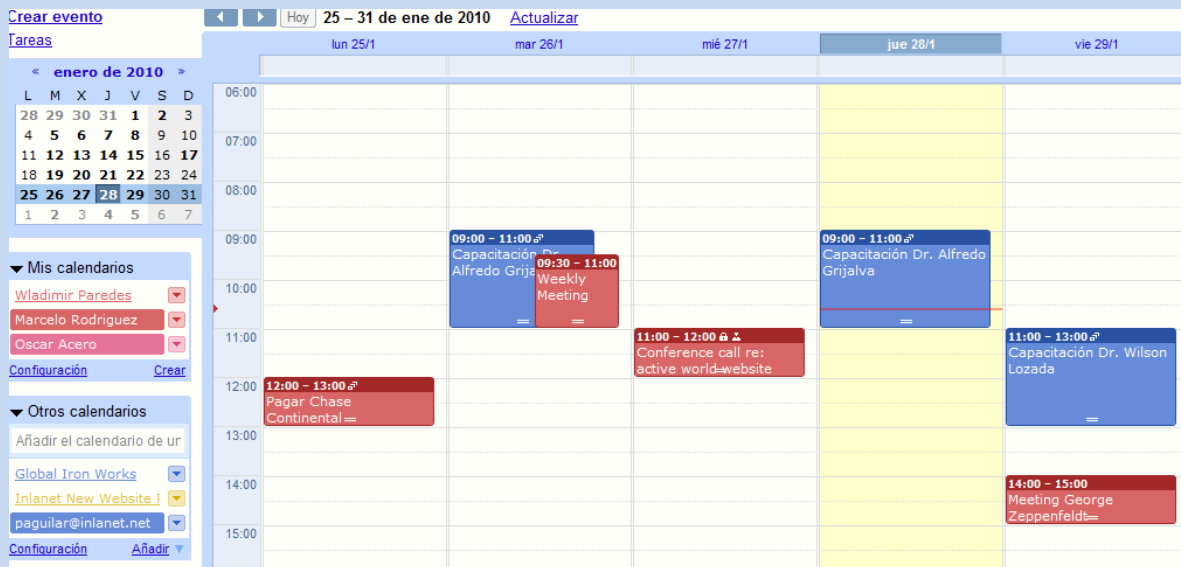 Crear evento
Tareas
« enero de 2010 »
L M X J V S D
28 29 30 31 1 2 3
4 5 6 7 8 9 10
11 12 13 14 15 16 17
18 19 20 21 22 23 24
25 26 27 28 29 30 31
1 2 3 4 5 6 7
Mis calendarios
Wladimir Paredes
Marcelo Rodriguez
Oscar Acero
Configuración Crear
Otros calendarios
Añadir el calendario de un
Global Iron Works
Inlanet New Website
paguilar@inlanet.net
Configuración Añadir
Hoy 25 – 31 de ene de 2010 Actualizar
lun 25/1 mar 26/1 mié 27/1 jue 28/1 vie 29/1
06:00
07:00
08:00
09:00
10:00
11:00
12:00
13:00
14:00
15:00
12:00 – 13:00
Pagar Chase
Continental
09:00 – 11:00
Capacitación Dr.
Alfredo Grija
09:30 – 11:00
Weekly
Meeting
11:00 – 12:00
Conference call re:
active world website
09:00 – 11:00
Capacitación Dr. Alfredo
Grijalva
11:00 – 13:00
Capacitación Dr. Wilson
Lozada
14:00 – 15:00
Meeting George
Zeppenfeldt